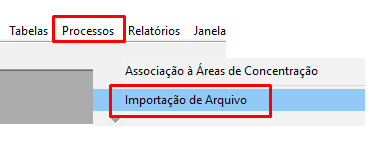 Tabelas Processos Relatórios Janela
Associação à Áreas de Concentração
Importação de Arquivo